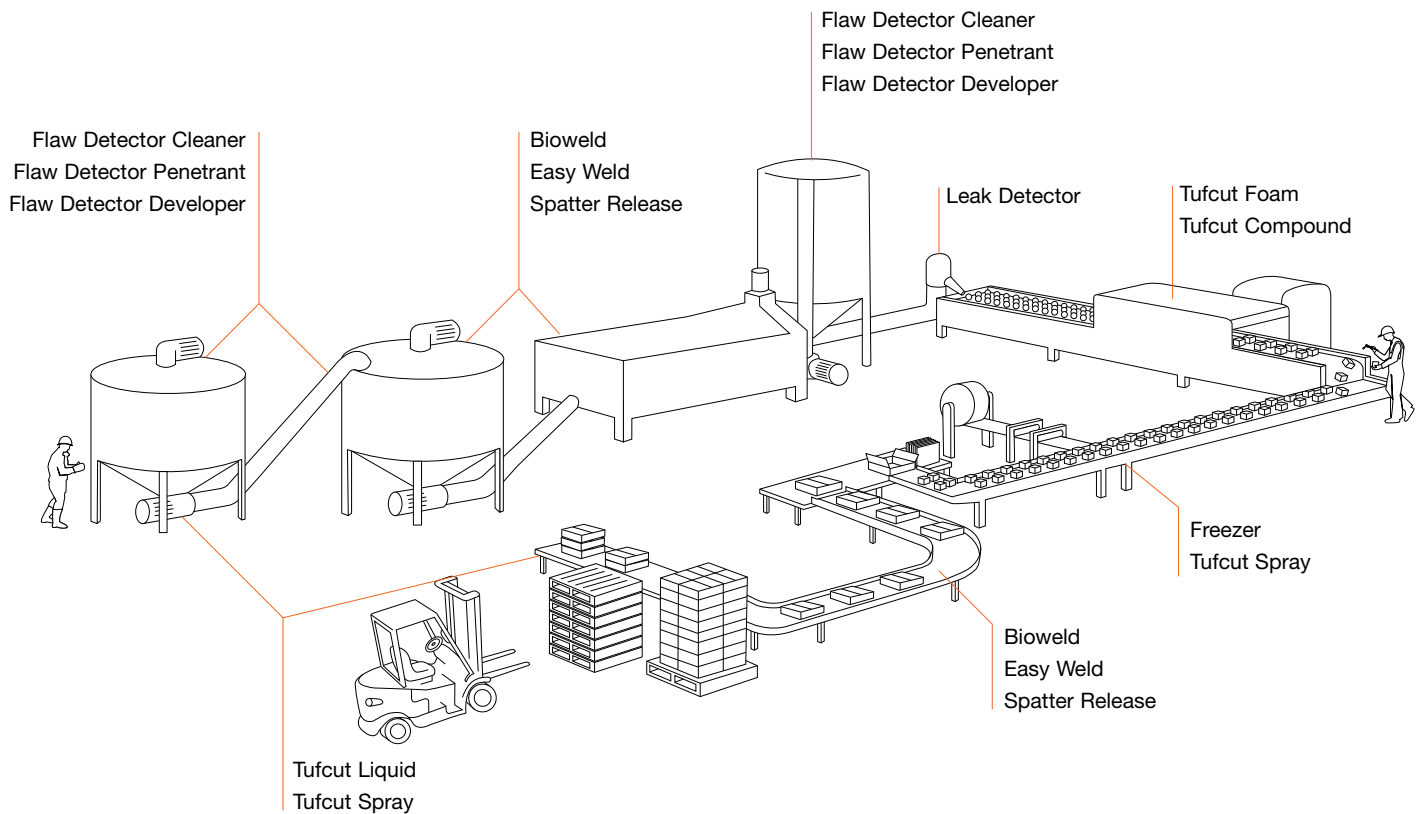 Flaw Detector Cleaner
Flaw Detector Penetrant
Flaw Detector Developer
Flaw Detector Cleaner
Flaw Detector Penetrant
Flaw Detector Developer
Bioweld
Easy Weld
Spatter Release
Leak Detector
Tufcut Foam
Tufcut Compound
Freezer
Tufcut Spray
Bioweld
Easy Weld
Spatter Release
Tufcut Liquid
Tufcut Spray